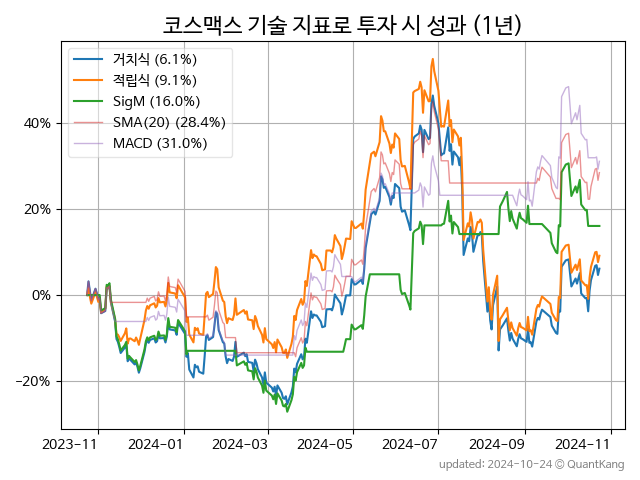 코스맥스 기술 지표로 투자 시 성과 (1년)
거치식 (6.1%)
적립식 (9.1%)
SigM (16.0%)
SMA(20) (28.4%)
MACD (31.0%)
40%
20%
0%
−20%
2023−11 2024−01 2024−03 2024−05 2024−07 2024−09 2024−11
updated: 2024-10-24 © QuantKang